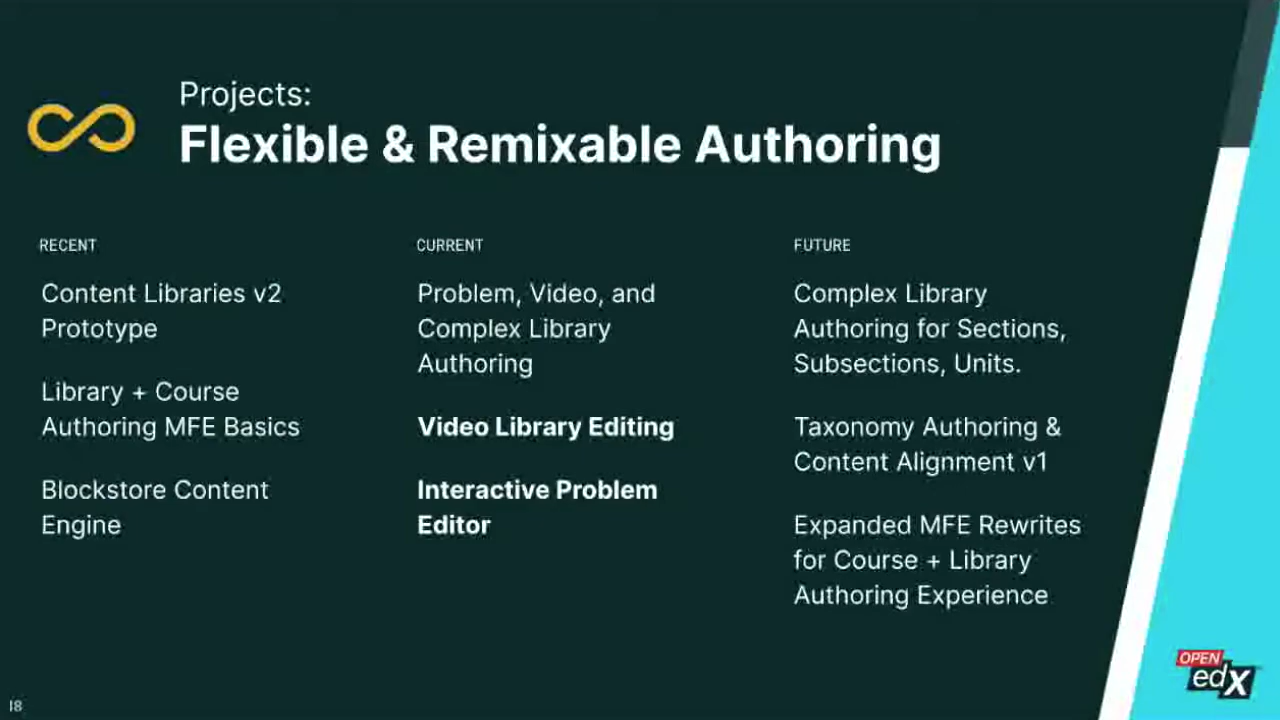 Projects:
Flexible & Remixable Authoring
RECENT
Content Libraries v2
Prototype
Library + Course
Authoring MFE Basics
Blockstore Content
Engine
CURRENT
Problem, Video, and
Complex Library
Authoring
Video Library Editing
Interactive Problem
Editor
FUTURE
Complex Library
Authoring for Sections,
Subsections, Units.
Taxonomy Authoring &
Content Alignment v1
Expanded MFE Rewrites
for Course + Library
Authoring Experience
OPEN
edX
18